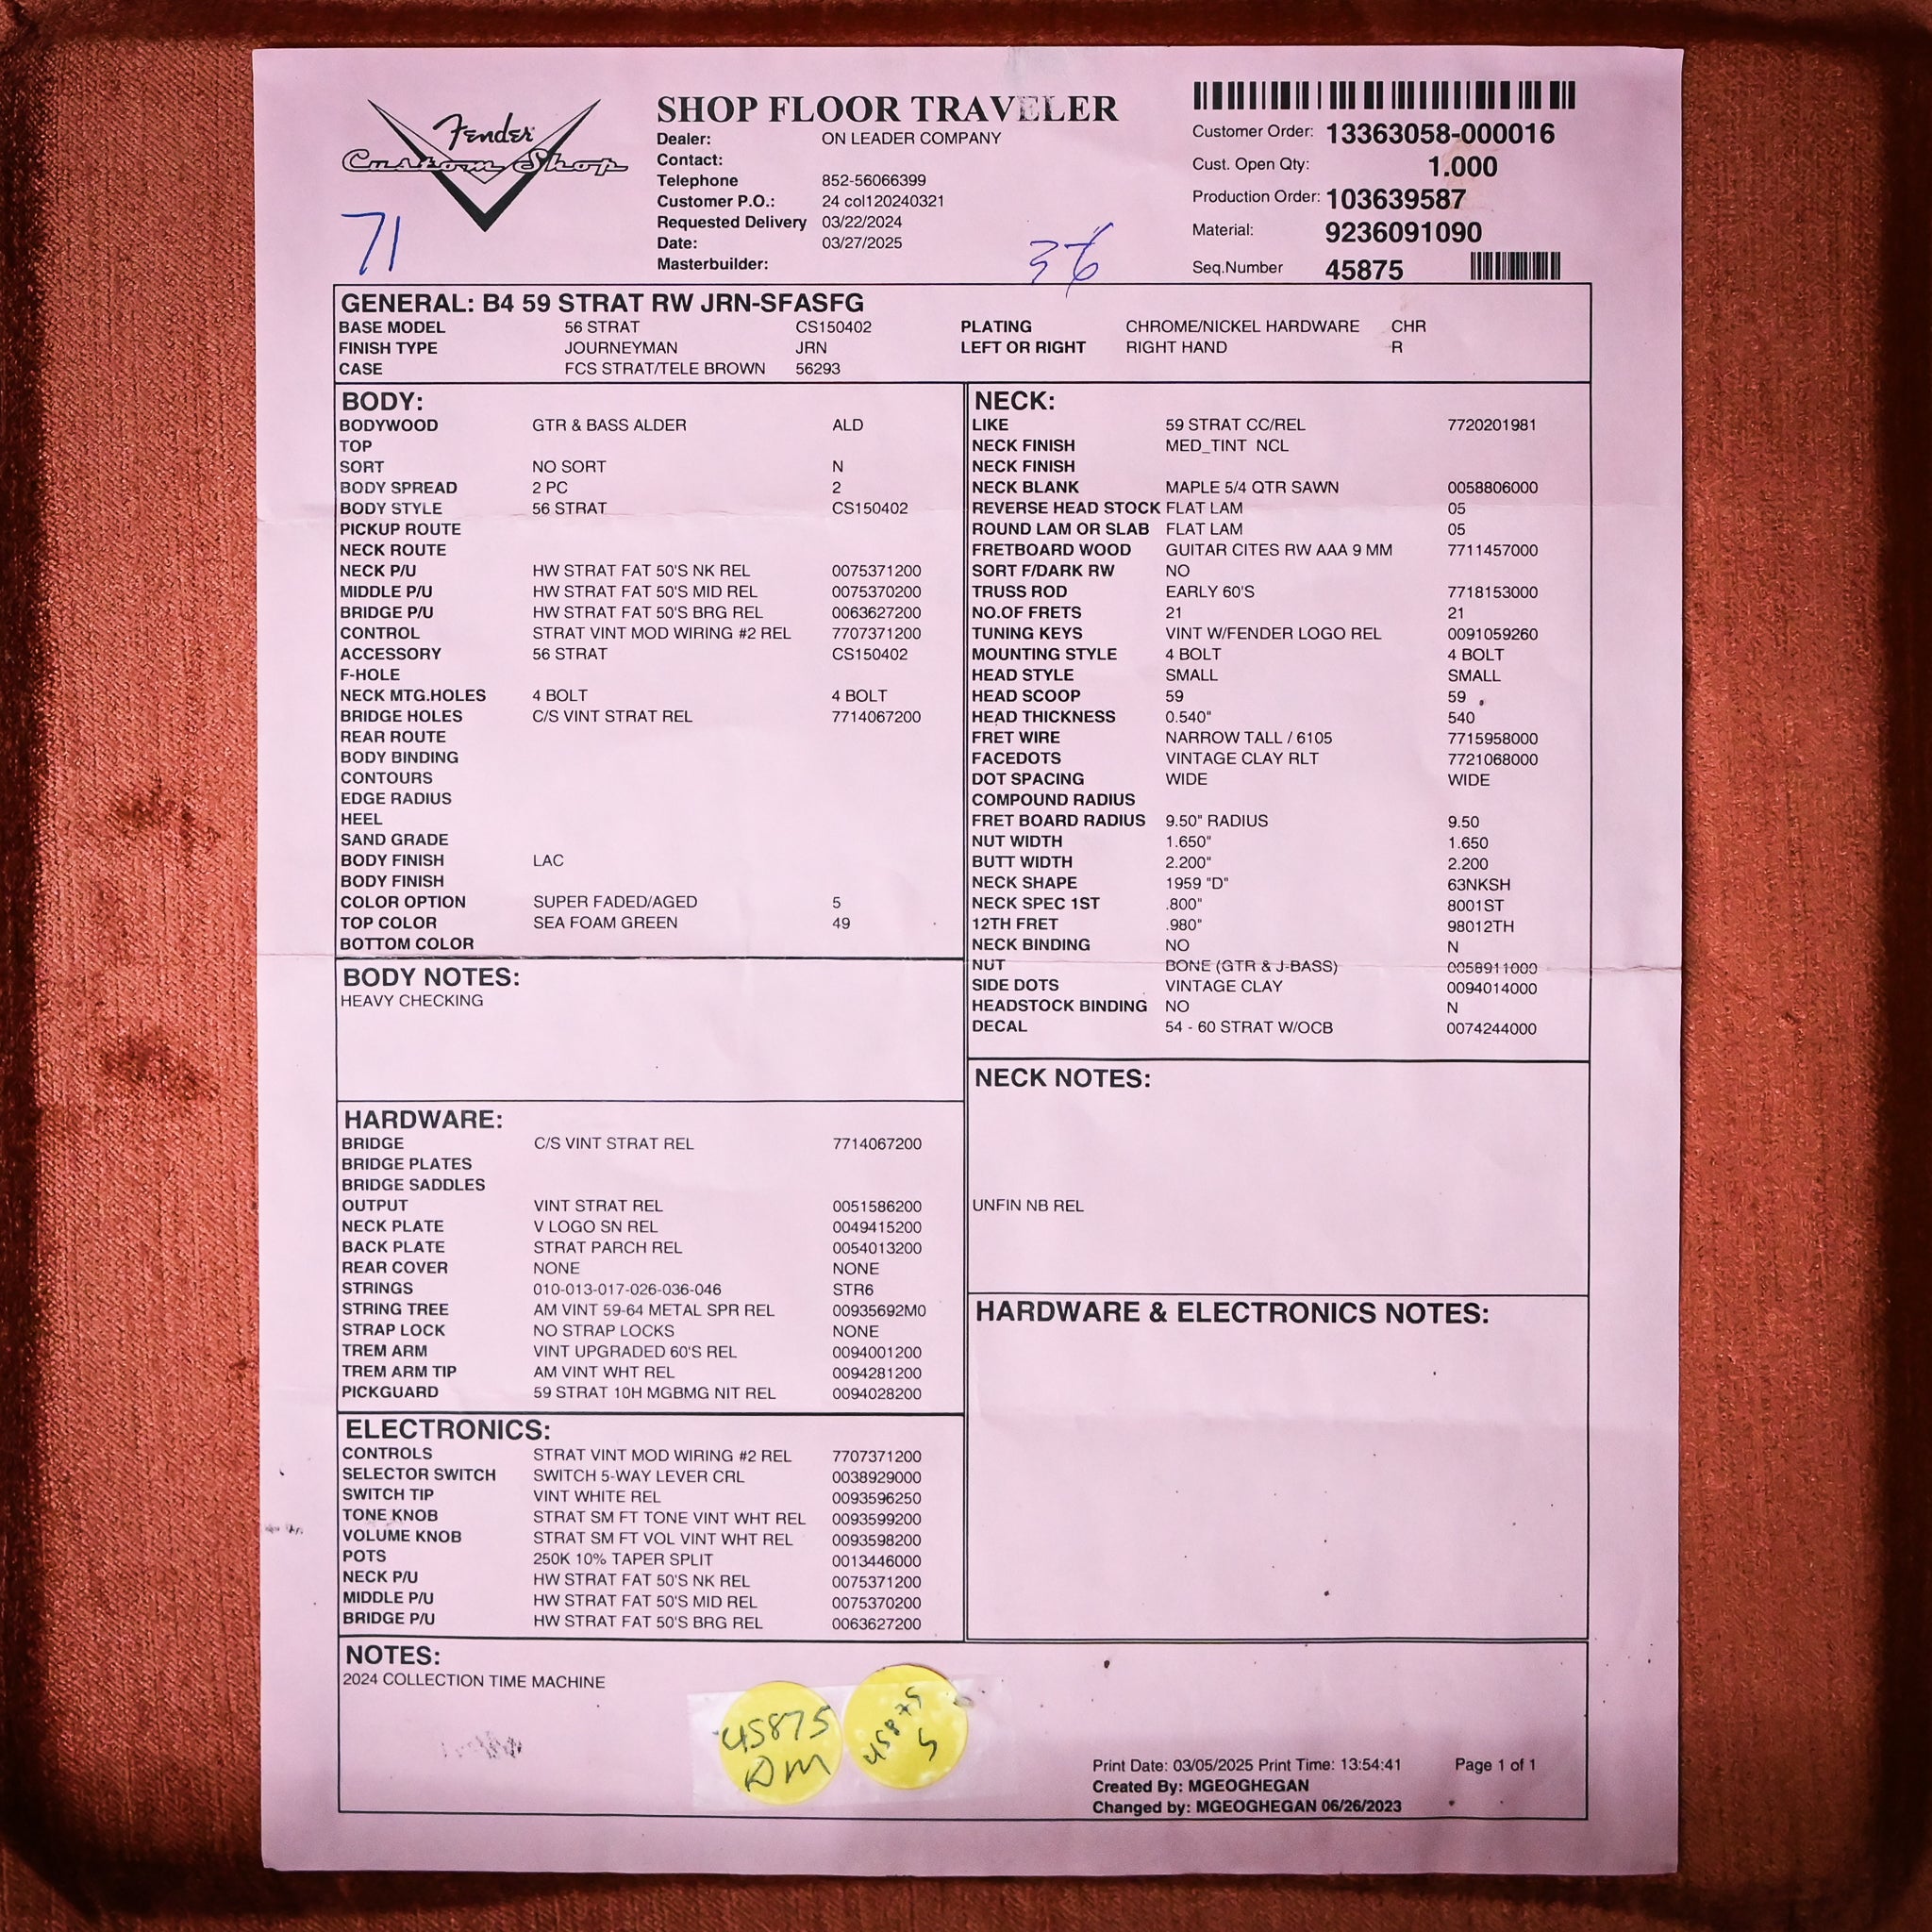 Fender
Custom Shop
71
SHOP FLOOR TRAVELER
Dealer: ON LEADER COMPANY
Contact:
Telephone 852-56066399
Customer P.O.: 24 col120240321
Requested Delivery 03/22/2024
Date: 03/27/2025
Masterbuilder:
36
Customer Order: 13363058-000016
Cust. Open Qty: 1.000
Production Order: 103639587
Material: 9236091090
Seq.Number 45875
GENERAL: B4 59 STRAT RW JRN-SFASFG
BASE MODEL 56 STRAT CS150402 PLATING CHROME/NICKEL HARDWARE CHR
FINISH TYPE JOURNEYMAN JRN LEFT OR RIGHT RIGHT HAND R
CASE FCS STRAT/TELE BROWN 56293
BODY:
BODYWOOD GTR & BASS ALDER ALD
TOP
SORT NO SORT N
BODY SPREAD 2 PC 2
BODY STYLE 56 STRAT CS150402
PICKUP ROUTE
NECK ROUTE
NECK P/U HW STRAT FAT 50'S NK REL 0075371200
MIDDLE P/U HW STRAT FAT 50'S MID REL 0075370200
BRIDGE P/U HW STRAT FAT 50'S BRG REL 0063627200
CONTROL STRAT VINT MOD WIRING #2 REL 7707371200
ACCESSORY 56 STRAT CS150402
F-HOLE
NECK MTG.HOLES 4 BOLT 4 BOLT
BRIDGE HOLES C/S VINT STRAT REL 7714067200
REAR ROUTE
BODY BINDING
CONTOURS
EDGE RADIUS
HEEL
SAND GRADE
BODY FINISH LAC
BODY FINISH
COLOR OPTION SUPER FADED/AGED 5
TOP COLOR SEA FOAM GREEN 49
BOTTOM COLOR
BODY NOTES:
HEAVY CHECKING
HARDWARE:
BRIDGE C/S VINT STRAT REL 7714067200
BRIDGE PLATES
BRIDGE SADDLES
OUTPUT VINT STRAT REL 0051586200
NECK PLATE V LOGO SN REL 0049415200
BACK PLATE STRAT PARCH REL 0054013200
REAR COVER NONE NONE
STRINGS 010-013-017-026-036-046 STR6
STRING TREE AM VINT 59-64 METAL SPR REL 00935692M0
STRAP LOCK NO STRAP LOCKS NONE
TREM ARM VINT UPGRADED 60'S REL 0094001200
TREM ARM TIP AM VINT WHT REL 0094281200
PICKGUARD 59 STRAT 10H MGBMG NIT REL 0094028200
ELECTRONICS:
CONTROLS STRAT VINT MOD WIRING #2 REL 7707371200
SELECTOR SWITCH SWITCH 5-WAY LEVER CRL 0038929000
SWITCH TIP VINT WHITE REL 0093596250
TONE KNOB STRAT SM FT TONE VINT WHT REL 0093599200
VOLUME KNOB STRAT SM FT VOL VINT WHT REL 0093598200
POTS 250K 10% TAPER SPLIT 0013446000
NECK P/U HW STRAT FAT 50'S NK REL 0075371200
MIDDLE P/U HW STRAT FAT 50'S MID REL 0075370200
BRIDGE P/U HW STRAT FAT 50'S BRG REL 0063627200
NECK:
LIKE 59 STRAT CC/REL 7720201981
NECK FINISH MED_TINT NCL
NECK FINISH
NECK BLANK MAPLE 5/4 QTR SAWN 0058806000
REVERSE HEAD STOCK FLAT LAM 05
ROUND LAM OR SLAB FLAT LAM 05
FRETBOARD WOOD GUITAR CITES RW AAA 9 MM 7711457000
SORT F/DARK RW NO
TRUSS ROD EARLY 60'S 7718153000
NO.OF FRETS 21 21
TUNING KEYS VINT W/FENDER LOGO REL 0091059260
MOUNTING STYLE 4 BOLT 4 BOLT
HEAD STYLE SMALL SMALL
HEAD SCOOP 59 59
HEAD THICKNESS 0.540" 540
FRET WIRE NARROW TALL / 6105 7715958000
FACEDOTS VINTAGE CLAY RLT 7721068000
DOT SPACING WIDE WIDE
COMPOUND RADIUS
FRET BOARD RADIUS 9.50" RADIUS 9.50
NUT WIDTH 1.650" 1.650
BUTT WIDTH 2.200" 2.200
NECK SHAPE 1959 "D" 63NKSH
NECK SPEC 1ST .800" 8001ST
12TH FRET .980" 98012TH
NECK BINDING NO N
NUT BONE (GTR & J-BASS) 0058911000
SIDE DOTS VINTAGE CLAY 0094014000
HEADSTOCK BINDING NO N
DECAL 54 - 60 STRAT W/OCB 0074244000
NECK NOTES:
UNFIN NB REL
HARDWARE & ELECTRONICS NOTES:
NOTES:
2024 COLLECTION TIME MACHINE
45875
DM
45875
S
Print Date: 03/05/2025 Print Time: 13:54:41 Page 1 of 1
Created By: MGEOGHEGAN
Changed by: MGEOGHEGAN 06/26/2023